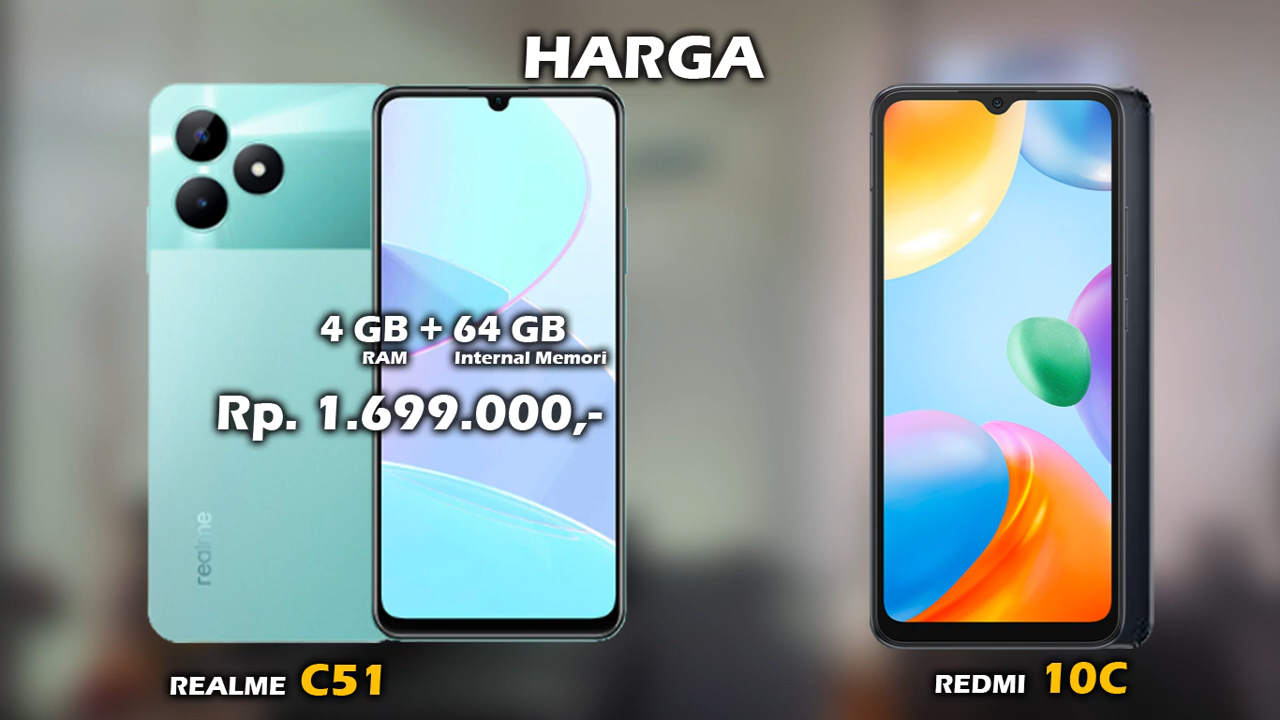 HARGA
4 GB + 64 GB
RAM Internal Memori
Rp. 1.699.000,-
realme
REALME C51
REDMI 10C